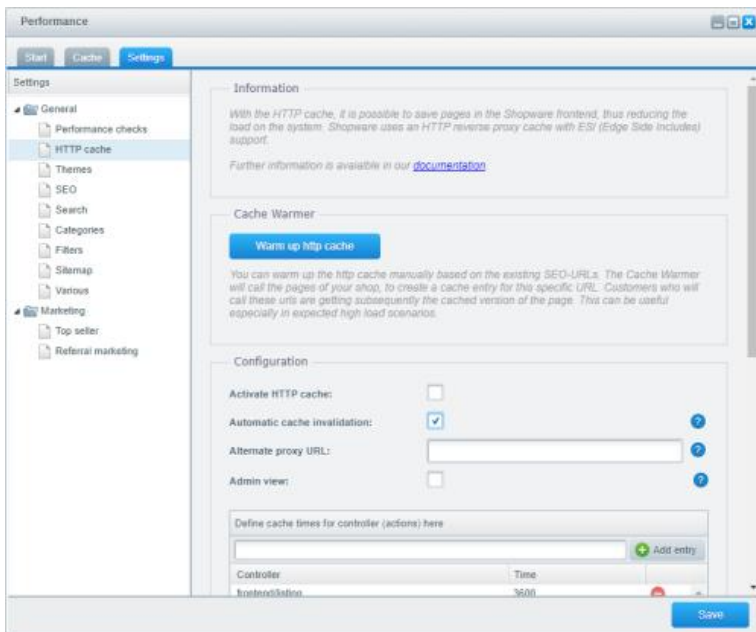 Performance
Start
Cache
Settings
Settings
General
Performance checks
HTTP cache
Themes
SEO
Search
Categories
Filters
Sitemap
Various
Marketing
Top seller
Referral marketing
Information
With the HTTP cache, it is possible to save pages in the Shopware frontend, thus reducing the
load on the system. Shopware uses an HTTP reverse proxy cache with ESI (Edge Side Includes)
support.
Further information is available in our documentation
Cache Warmer
Warm up http cache
You can warm up the http cache manually based on the existing SEO-URLs. The Cache Warmer
will call the pages of your shop, to create a cache entry for this specific URL. Customers who will
call these urls are getting subsequently the cached version of the page. This can be useful
especially in expected high load scenarios.
Configuration
Activate HTTP cache:
Automatic cache invalidation:
Alternate proxy URL:
Admin view:
Define cache times for controller (actions) here
Add entry
Controller
Time
frontend/listing
3600
Save